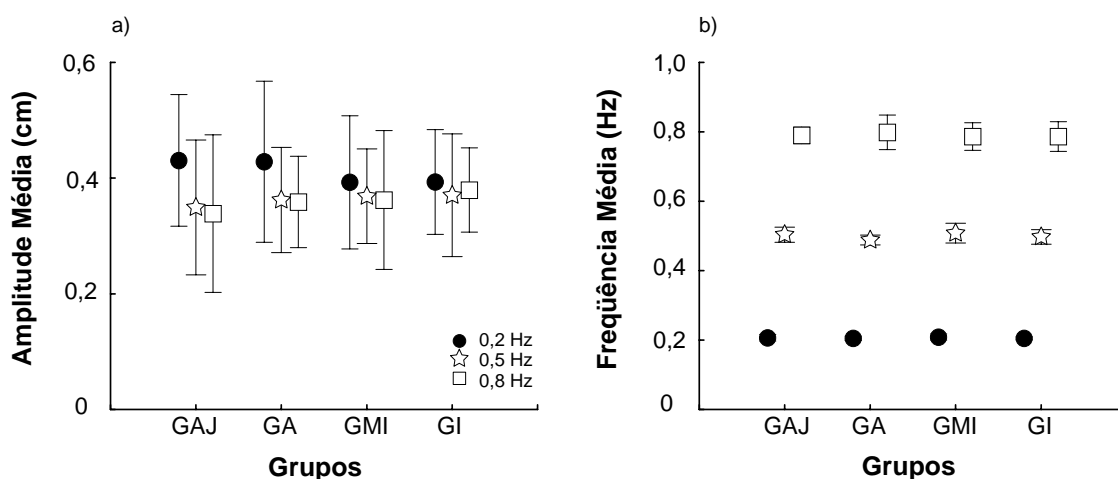 a)
Amplitude Média (cm)
0,6
0,4
0,2
0
0,2 Hz
0,5 Hz
0,8 Hz
GAJ GA GMI GI
Grupos
b)
Freqüência Média (Hz)
1,0
0,8
0,6
0,4
0,2
0
GAJ GA GMI GI
Grupos